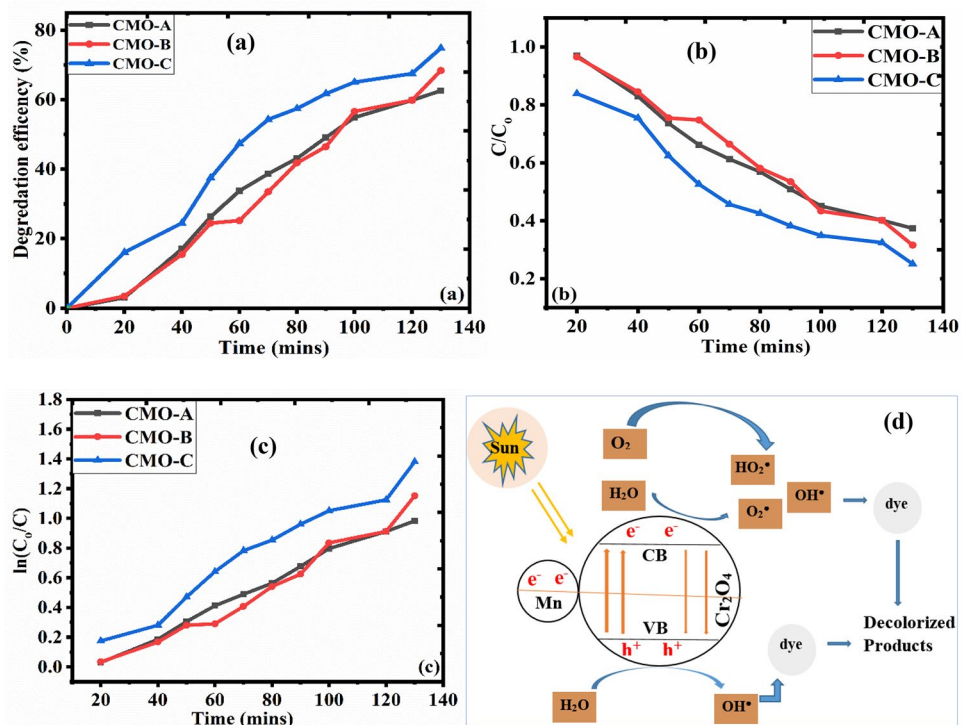 CMO-A
CMO-B
CMO-C
(a)
Degredation efficency (%)
80
60
40
20
0
0 20 40 60 80 100 120 140
(a)
Time (mins)
(b)
CMO-A
CMO-B
CMO-C
C/Co
1.0
0.8
0.6
0.4
0.2
(b)
20 40 60 80 100 120 140
Time (mins)
CMO-A
CMO-B
CMO-C
(c)
ln(Co/C)
1.8
1.6
1.4
1.2
1.0
0.8
0.6
0.4
0.2
0.0
(c)
20 40 60 80 100 120 140
Time (mins)
(d)
Sun
O2
HO2•
H2O
OH•
O2•
dye
e- e-
CB
e- e-
Mn
Cr2O4
VB
h+ h+
Decolorized
Products
dye
H2O
OH•